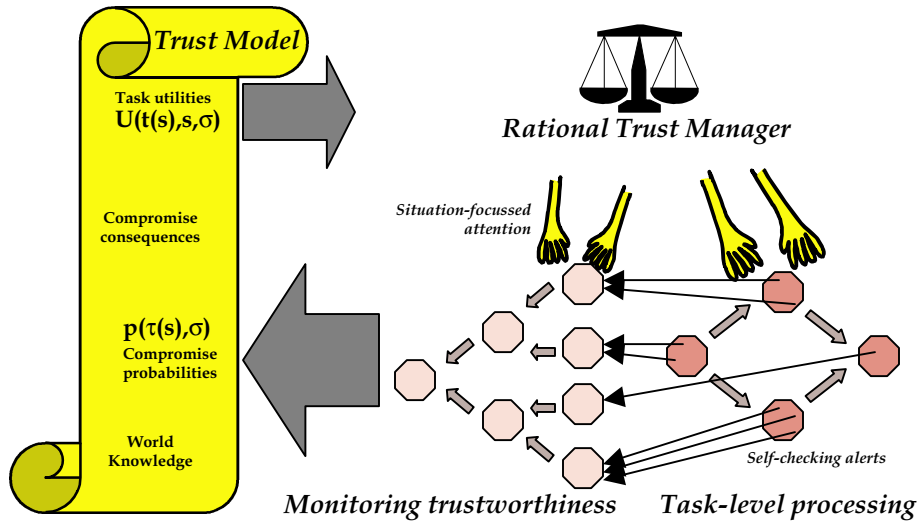 Trust Model
Task utilities
U(t(s),s,σ)
Compromise
consequences
p(τ(s),σ)
Compromise
probabilities
World
Knowledge
Rational Trust Manager
Situation-focussed
attention
Self-checking alerts
Monitoring trustworthiness
Task-level processing